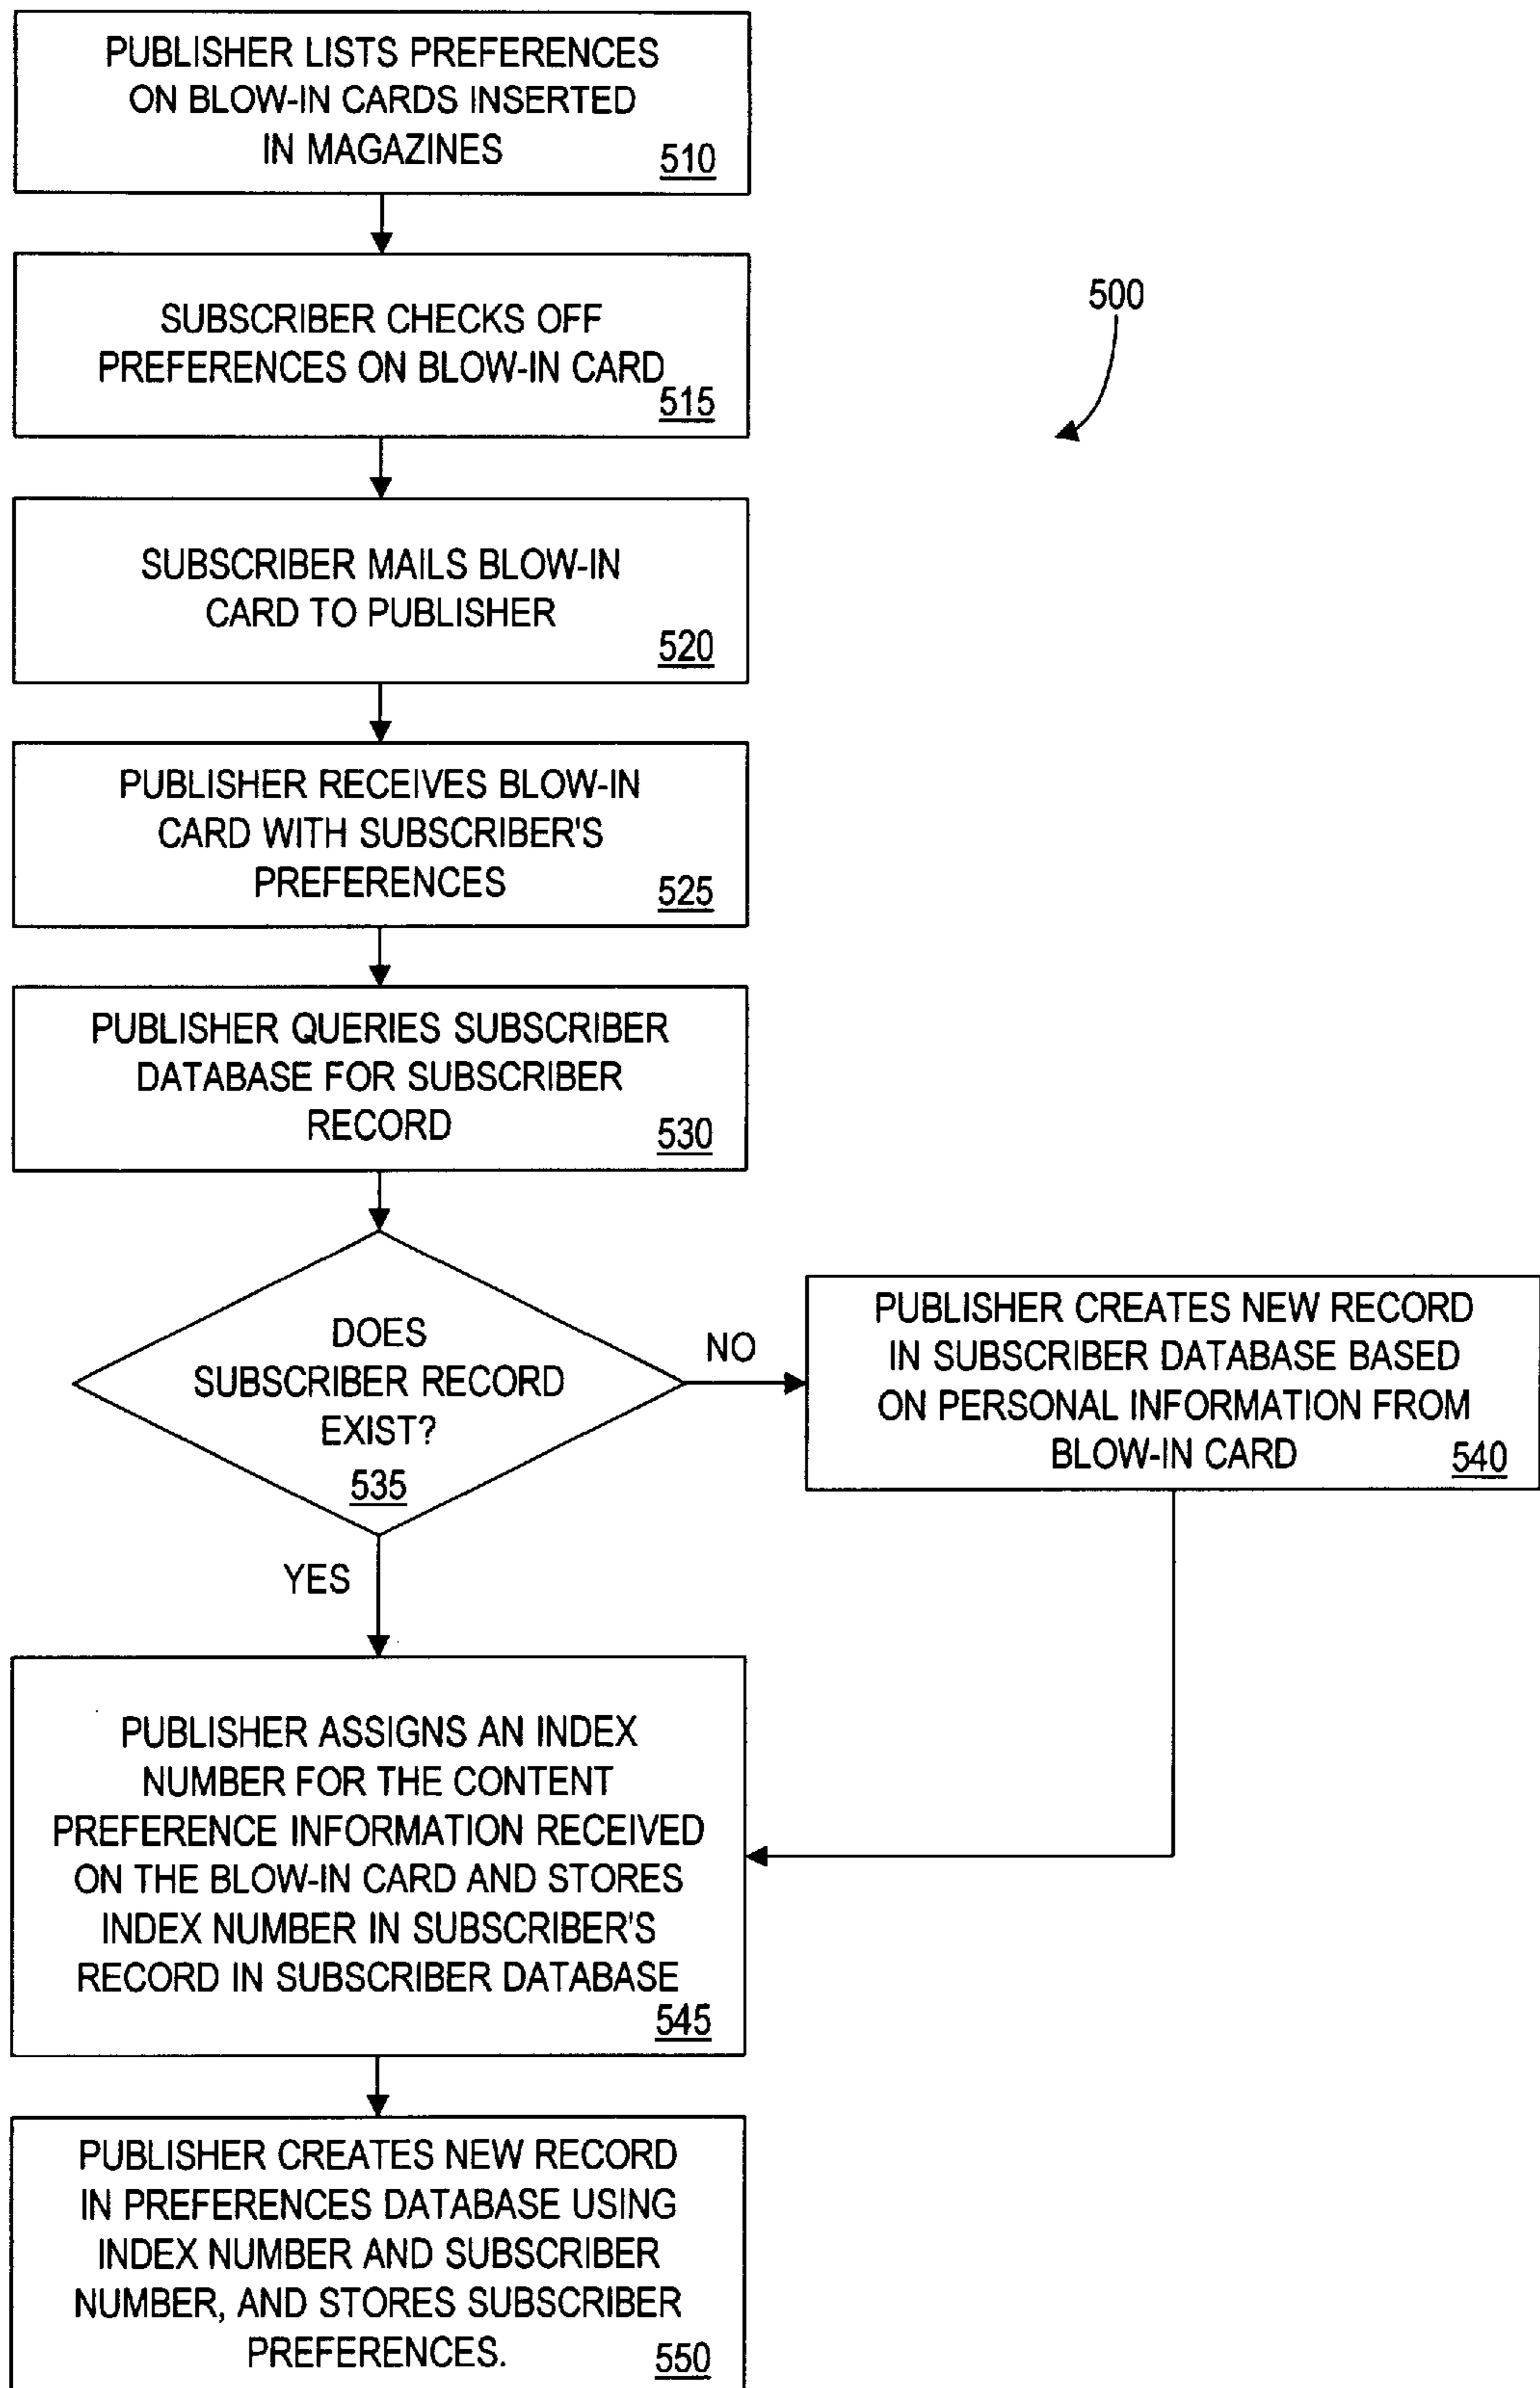 PUBLISHER LISTS PREFERENCES
ON BLOW-IN CARDS INSERTED
IN MAGAZINES
510
SUBSCRIBER CHECKS OFF
PREFERENCES ON BLOW-IN CARD
515
500
SUBSCRIBER MAILS BLOW-IN
CARD TO PUBLISHER
520
PUBLISHER RECEIVES BLOW-IN
CARD WITH SUBSCRIBER'S
PREFERENCES
525
PUBLISHER QUERIES SUBSCRIBER
DATABASE FOR SUBSCRIBER
RECORD
530
DOES
SUBSCRIBER RECORD
EXIST?
535
NO
PUBLISHER CREATES NEW RECORD
IN SUBSCRIBER DATABASE BASED
ON PERSONAL INFORMATION FROM
BLOW-IN CARD
540
YES
PUBLISHER ASSIGNS AN INDEX
NUMBER FOR THE CONTENT
PREFERENCE INFORMATION RECEIVED
ON THE BLOW-IN CARD AND STORES
INDEX NUMBER IN SUBSCRIBER'S
RECORD IN SUBSCRIBER DATABASE
545
PUBLISHER CREATES NEW RECORD
IN PREFERENCES DATABASE USING
INDEX NUMBER AND SUBSCRIBER
NUMBER, AND STORES SUBSCRIBER
PREFERENCES.
550